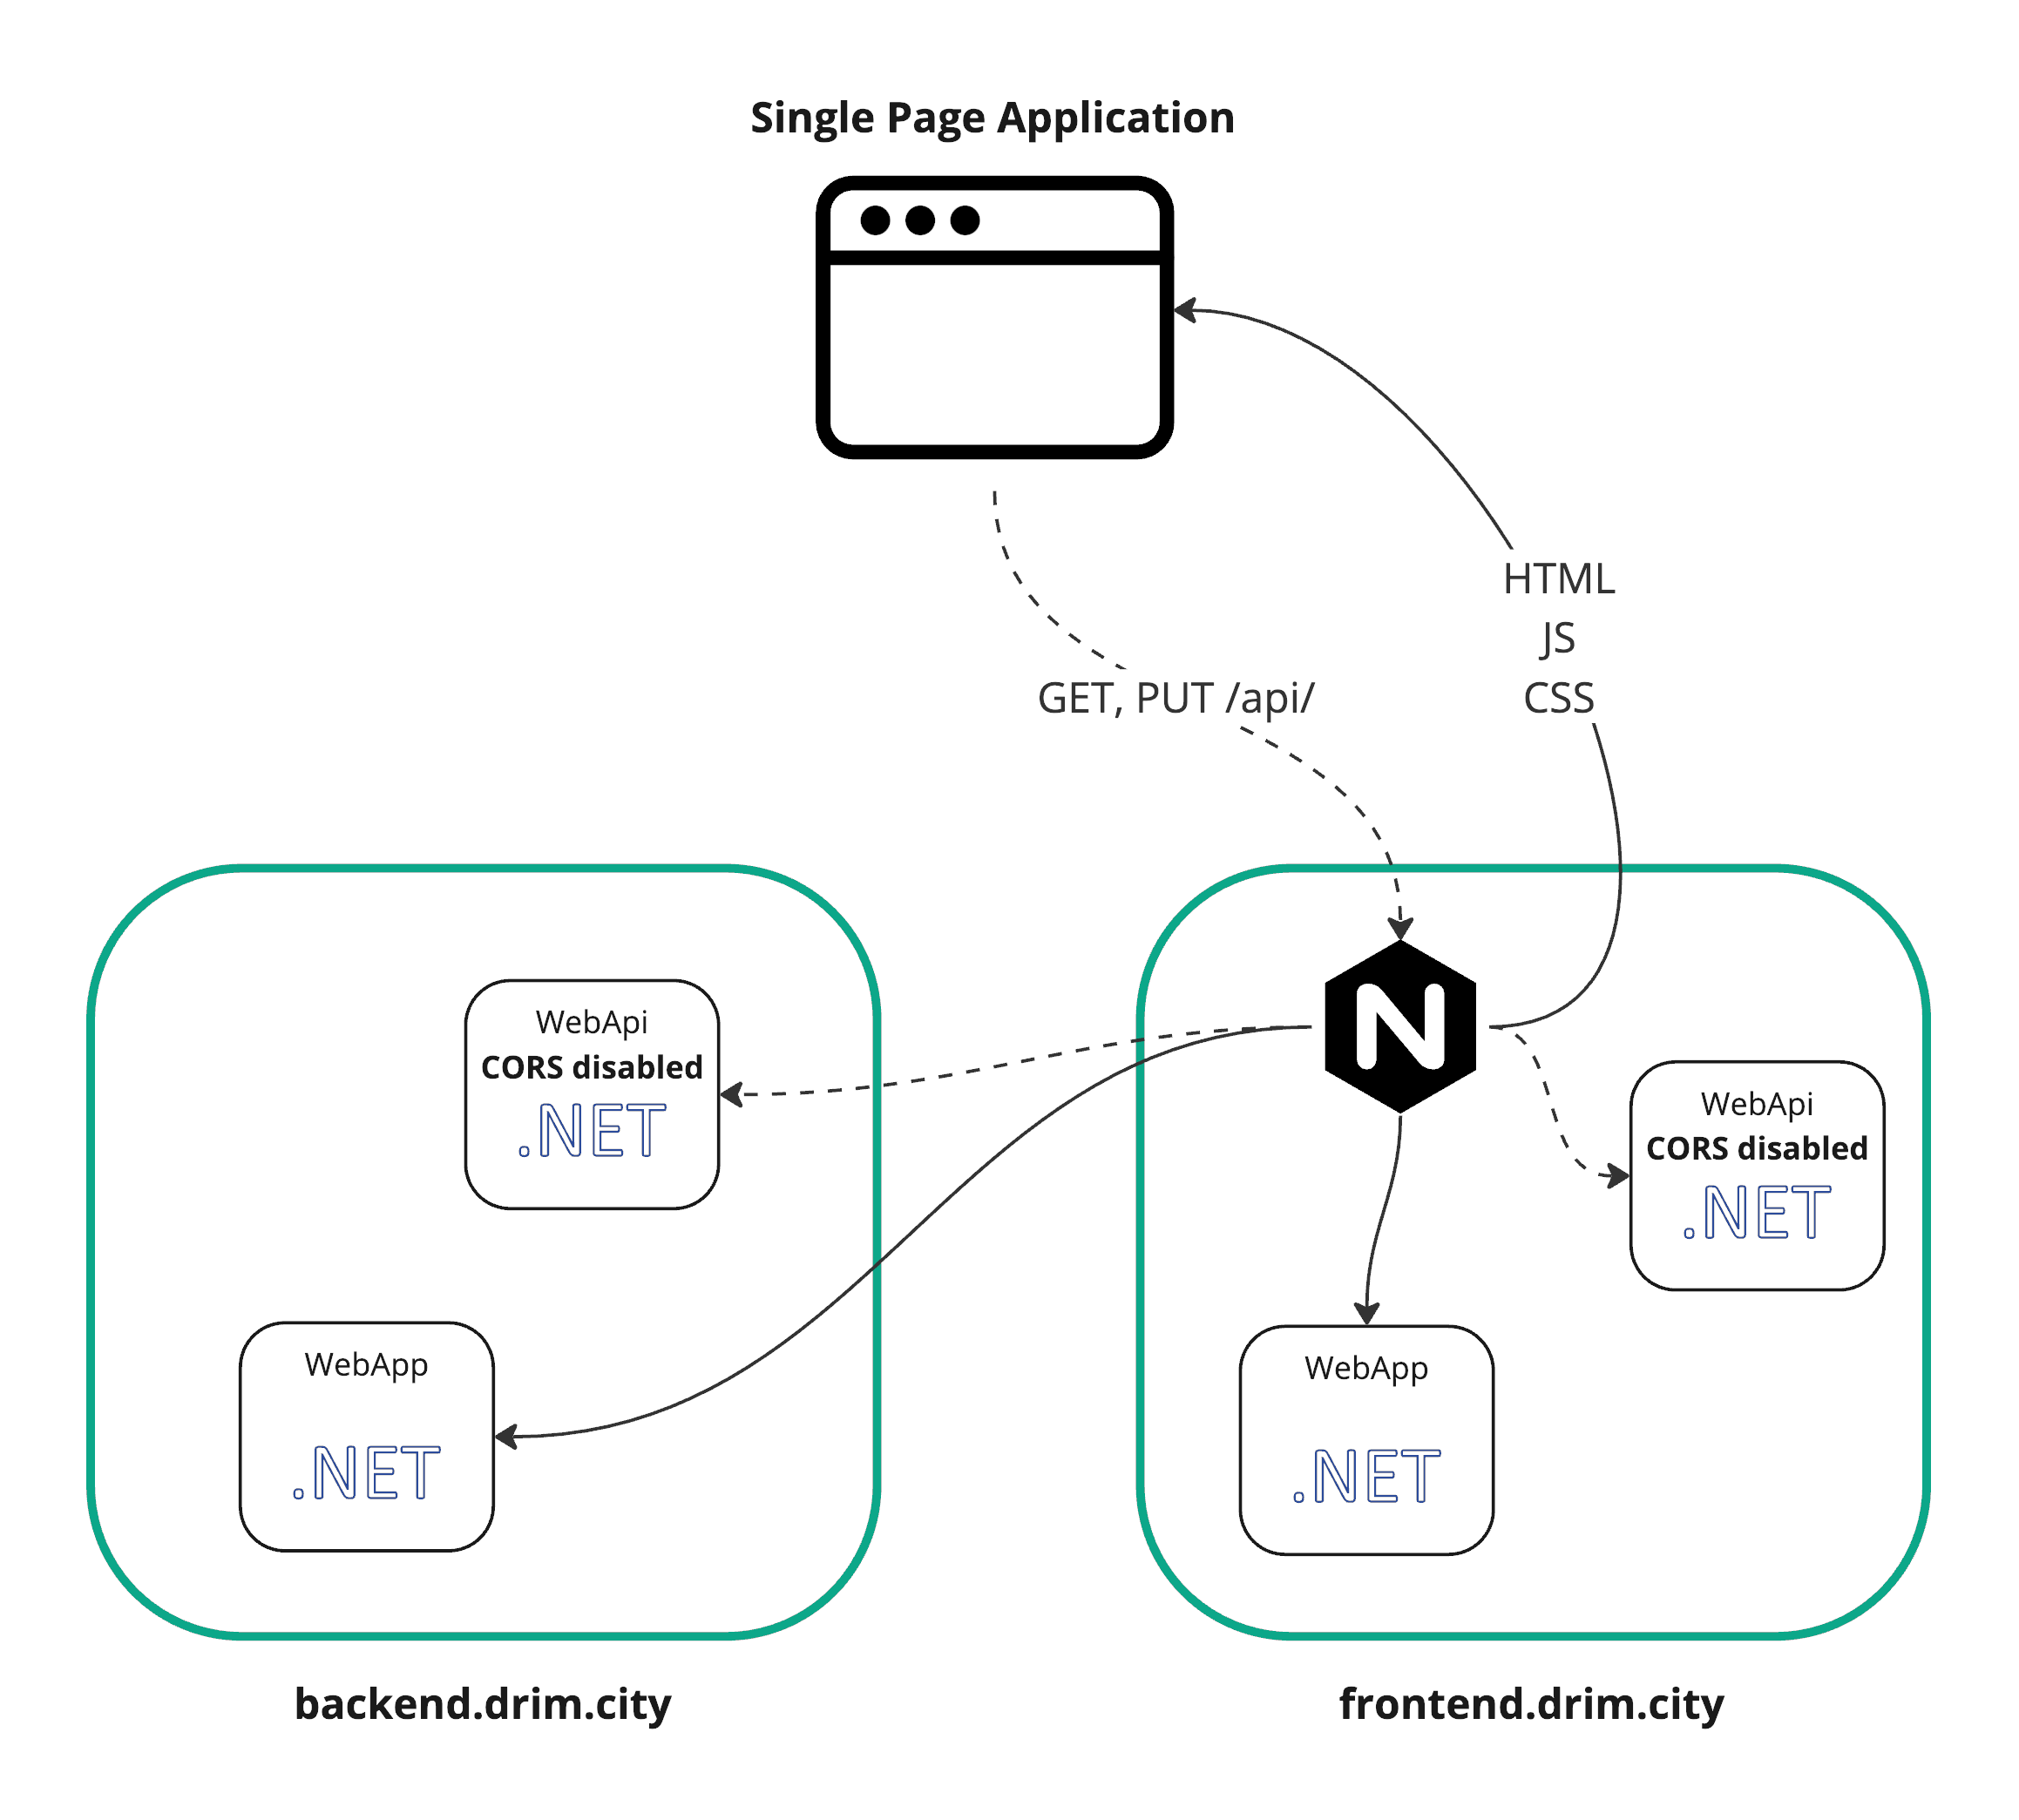 Single Page Application
HTML
JS
CSS
GET, PUT /api/
WebApi
CORS disabled
.NET
WebApp
.NET
N
WebApi
CORS disabled
.NET
WebApp
.NET
backend.drim.city
frontend.drim.city